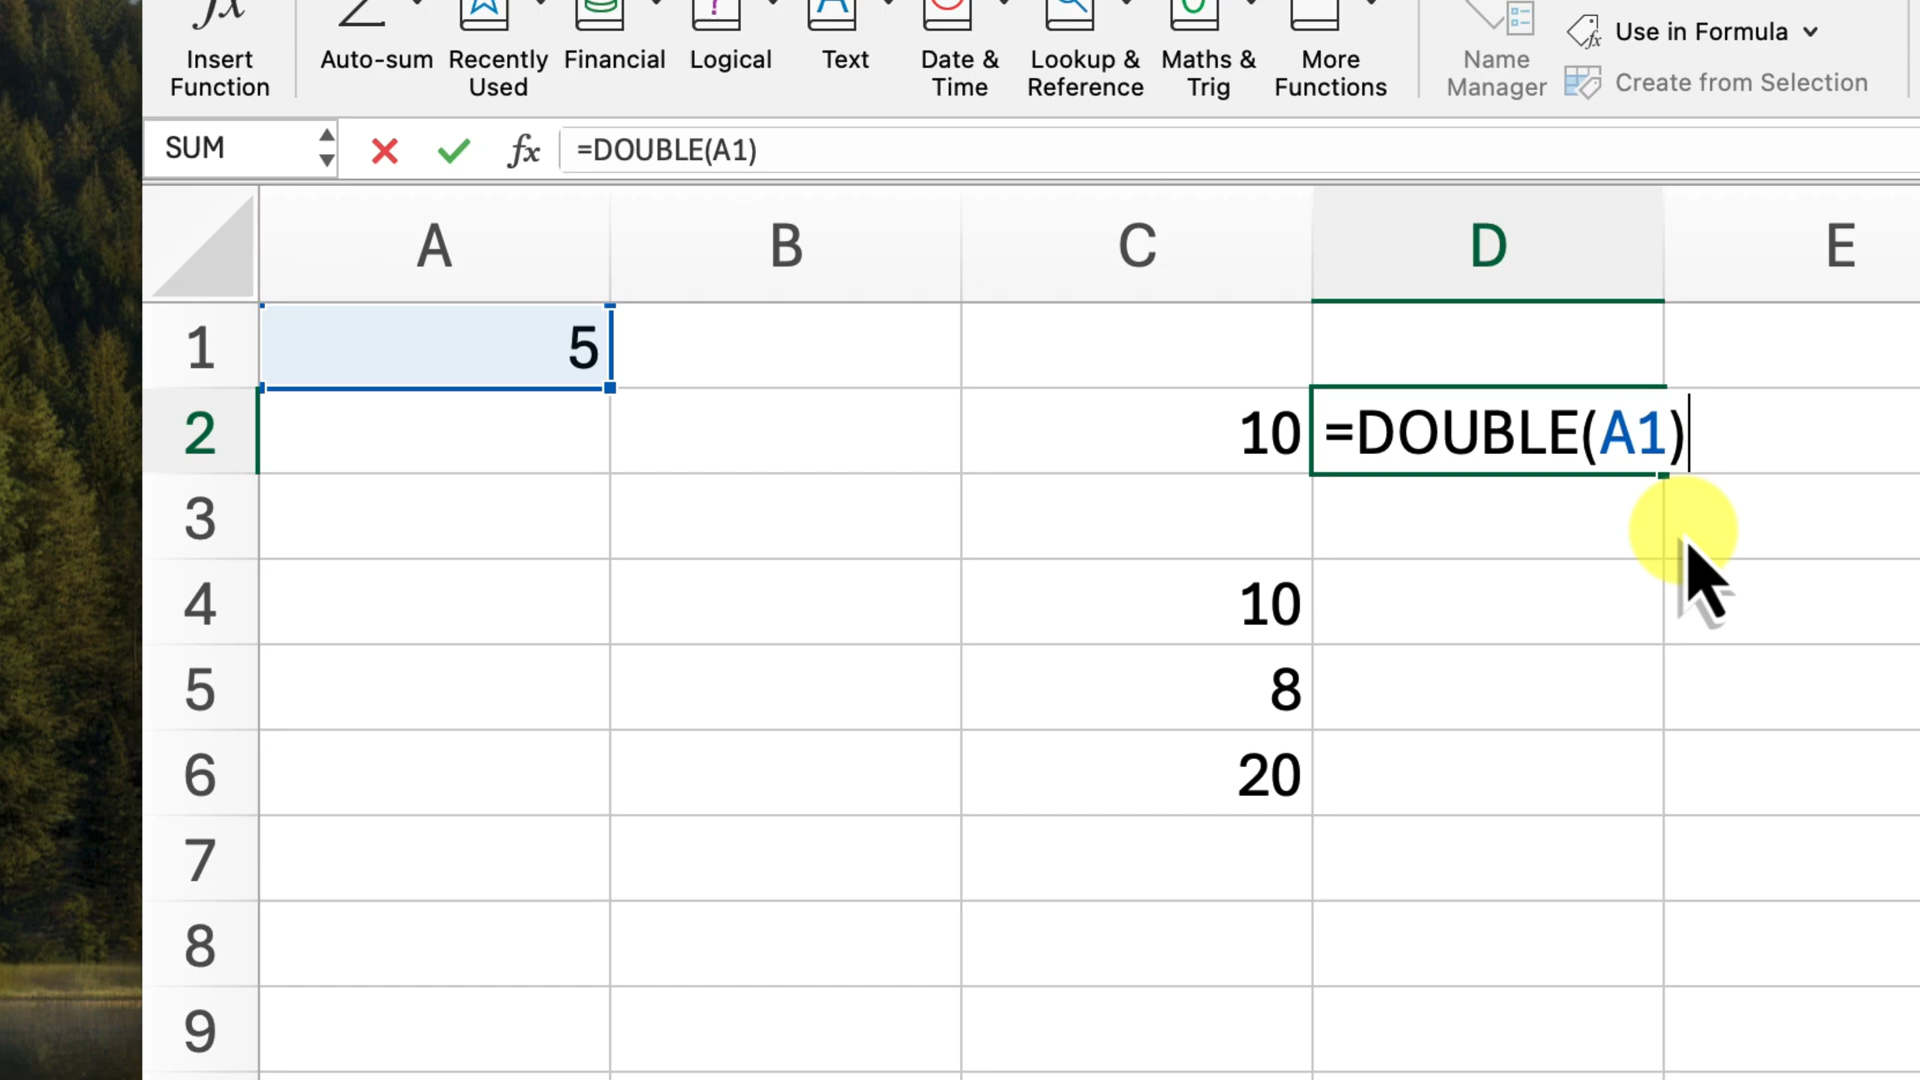 Insert Function
Auto-sum
Recently Used
Financial
Logical
Text
Date & Time
Lookup & Reference
Maths & Trig
More Functions
Name Manager
Use in Formula
Create from Selection
SUM
fx
=DOUBLE(A1)
A B C D E
1 5
2 10 =DOUBLE(A1)
3
4 10
5 8
6 20
7
8
9